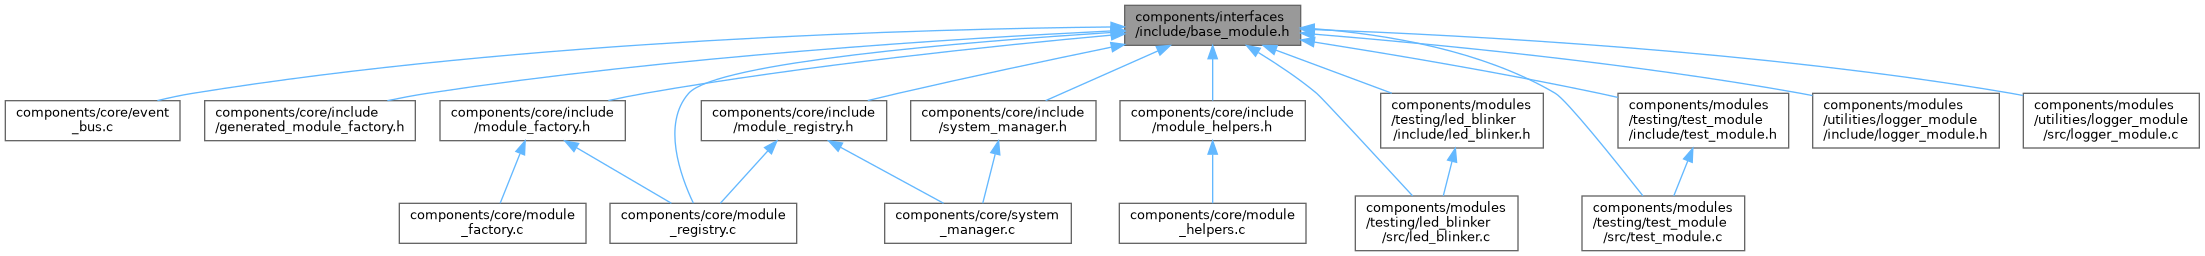 components/interfaces
/include/base_module.h
components/core/event
_bus.c
components/core/include
/generated_module_factory.h
components/core/include
/module_factory.h
components/core/include
/module_registry.h
components/core/include
/system_manager.h
components/core/include
/module_helpers.h
components/modules
/testing/led_blinker
/include/led_blinker.h
components/modules
/testing/test_module
/include/test_module.h
components/modules
/utilities/logger_module
/include/logger_module.h
components/modules
/utilities/logger_module
/src/logger_module.c
components/core/module
_factory.c
components/core/module
_registry.c
components/core/system
_manager.c
components/core/module
_helpers.c
components/modules
/testing/led_blinker
/src/led_blinker.c
components/modules
/testing/test_module
/src/test_module.c